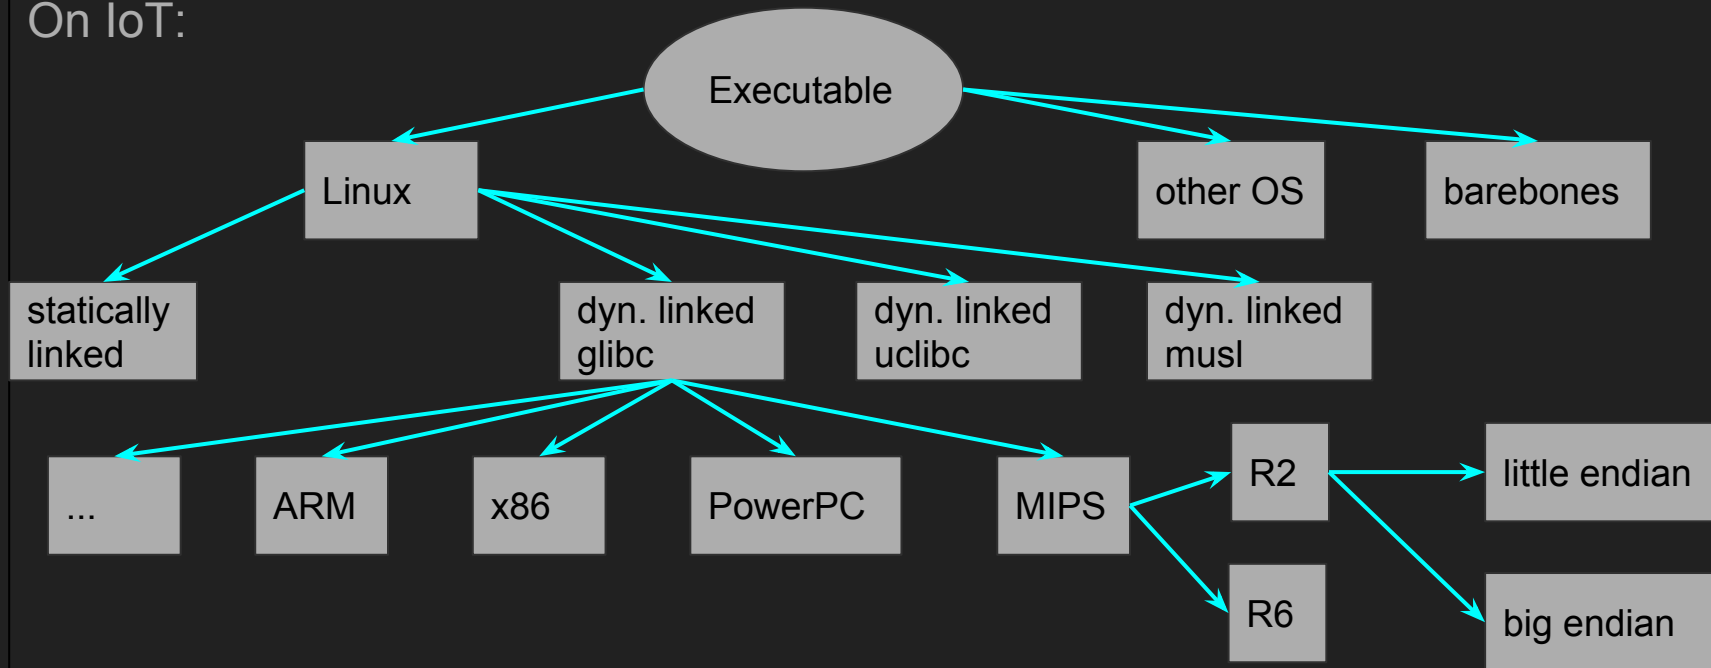 On IoT:
Executable
Linux
other OS
barebones
statically
linked
dyn. linked
glibc
dyn. linked
uclibc
dyn. linked
musl
...
ARM
x86
PowerPC
MIPS
R2
little endian
R6
big endian